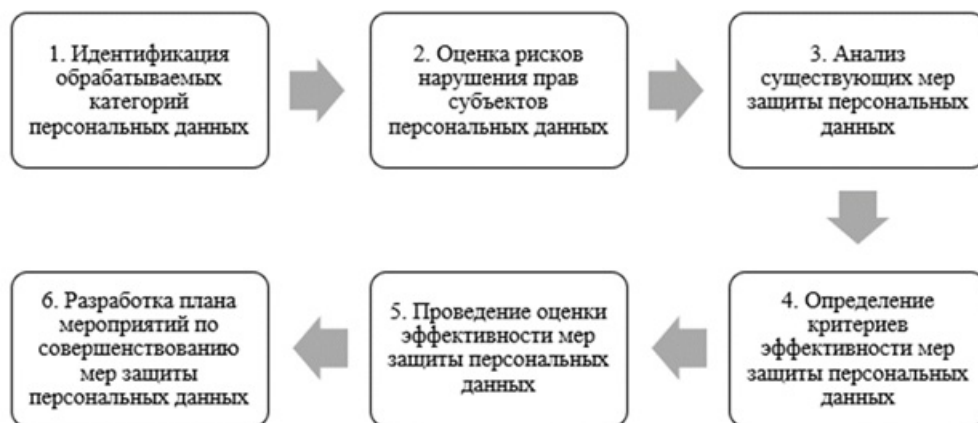 1. Идентификация
обрабатываемых
категорий
персональных данных
2. Оценка рисков
нарушения прав
субъектов
персональных данных
3. Анализ
существующих мер
защиты персональных
данных
4. Определение
критериев
эффективности мер
защиты персональных
данных
5. Проведение оценки
эффективности мер
защиты персональных
данных
6. Разработка плана
мероприятий по
совершенствованию
мер защиты
персональных данных